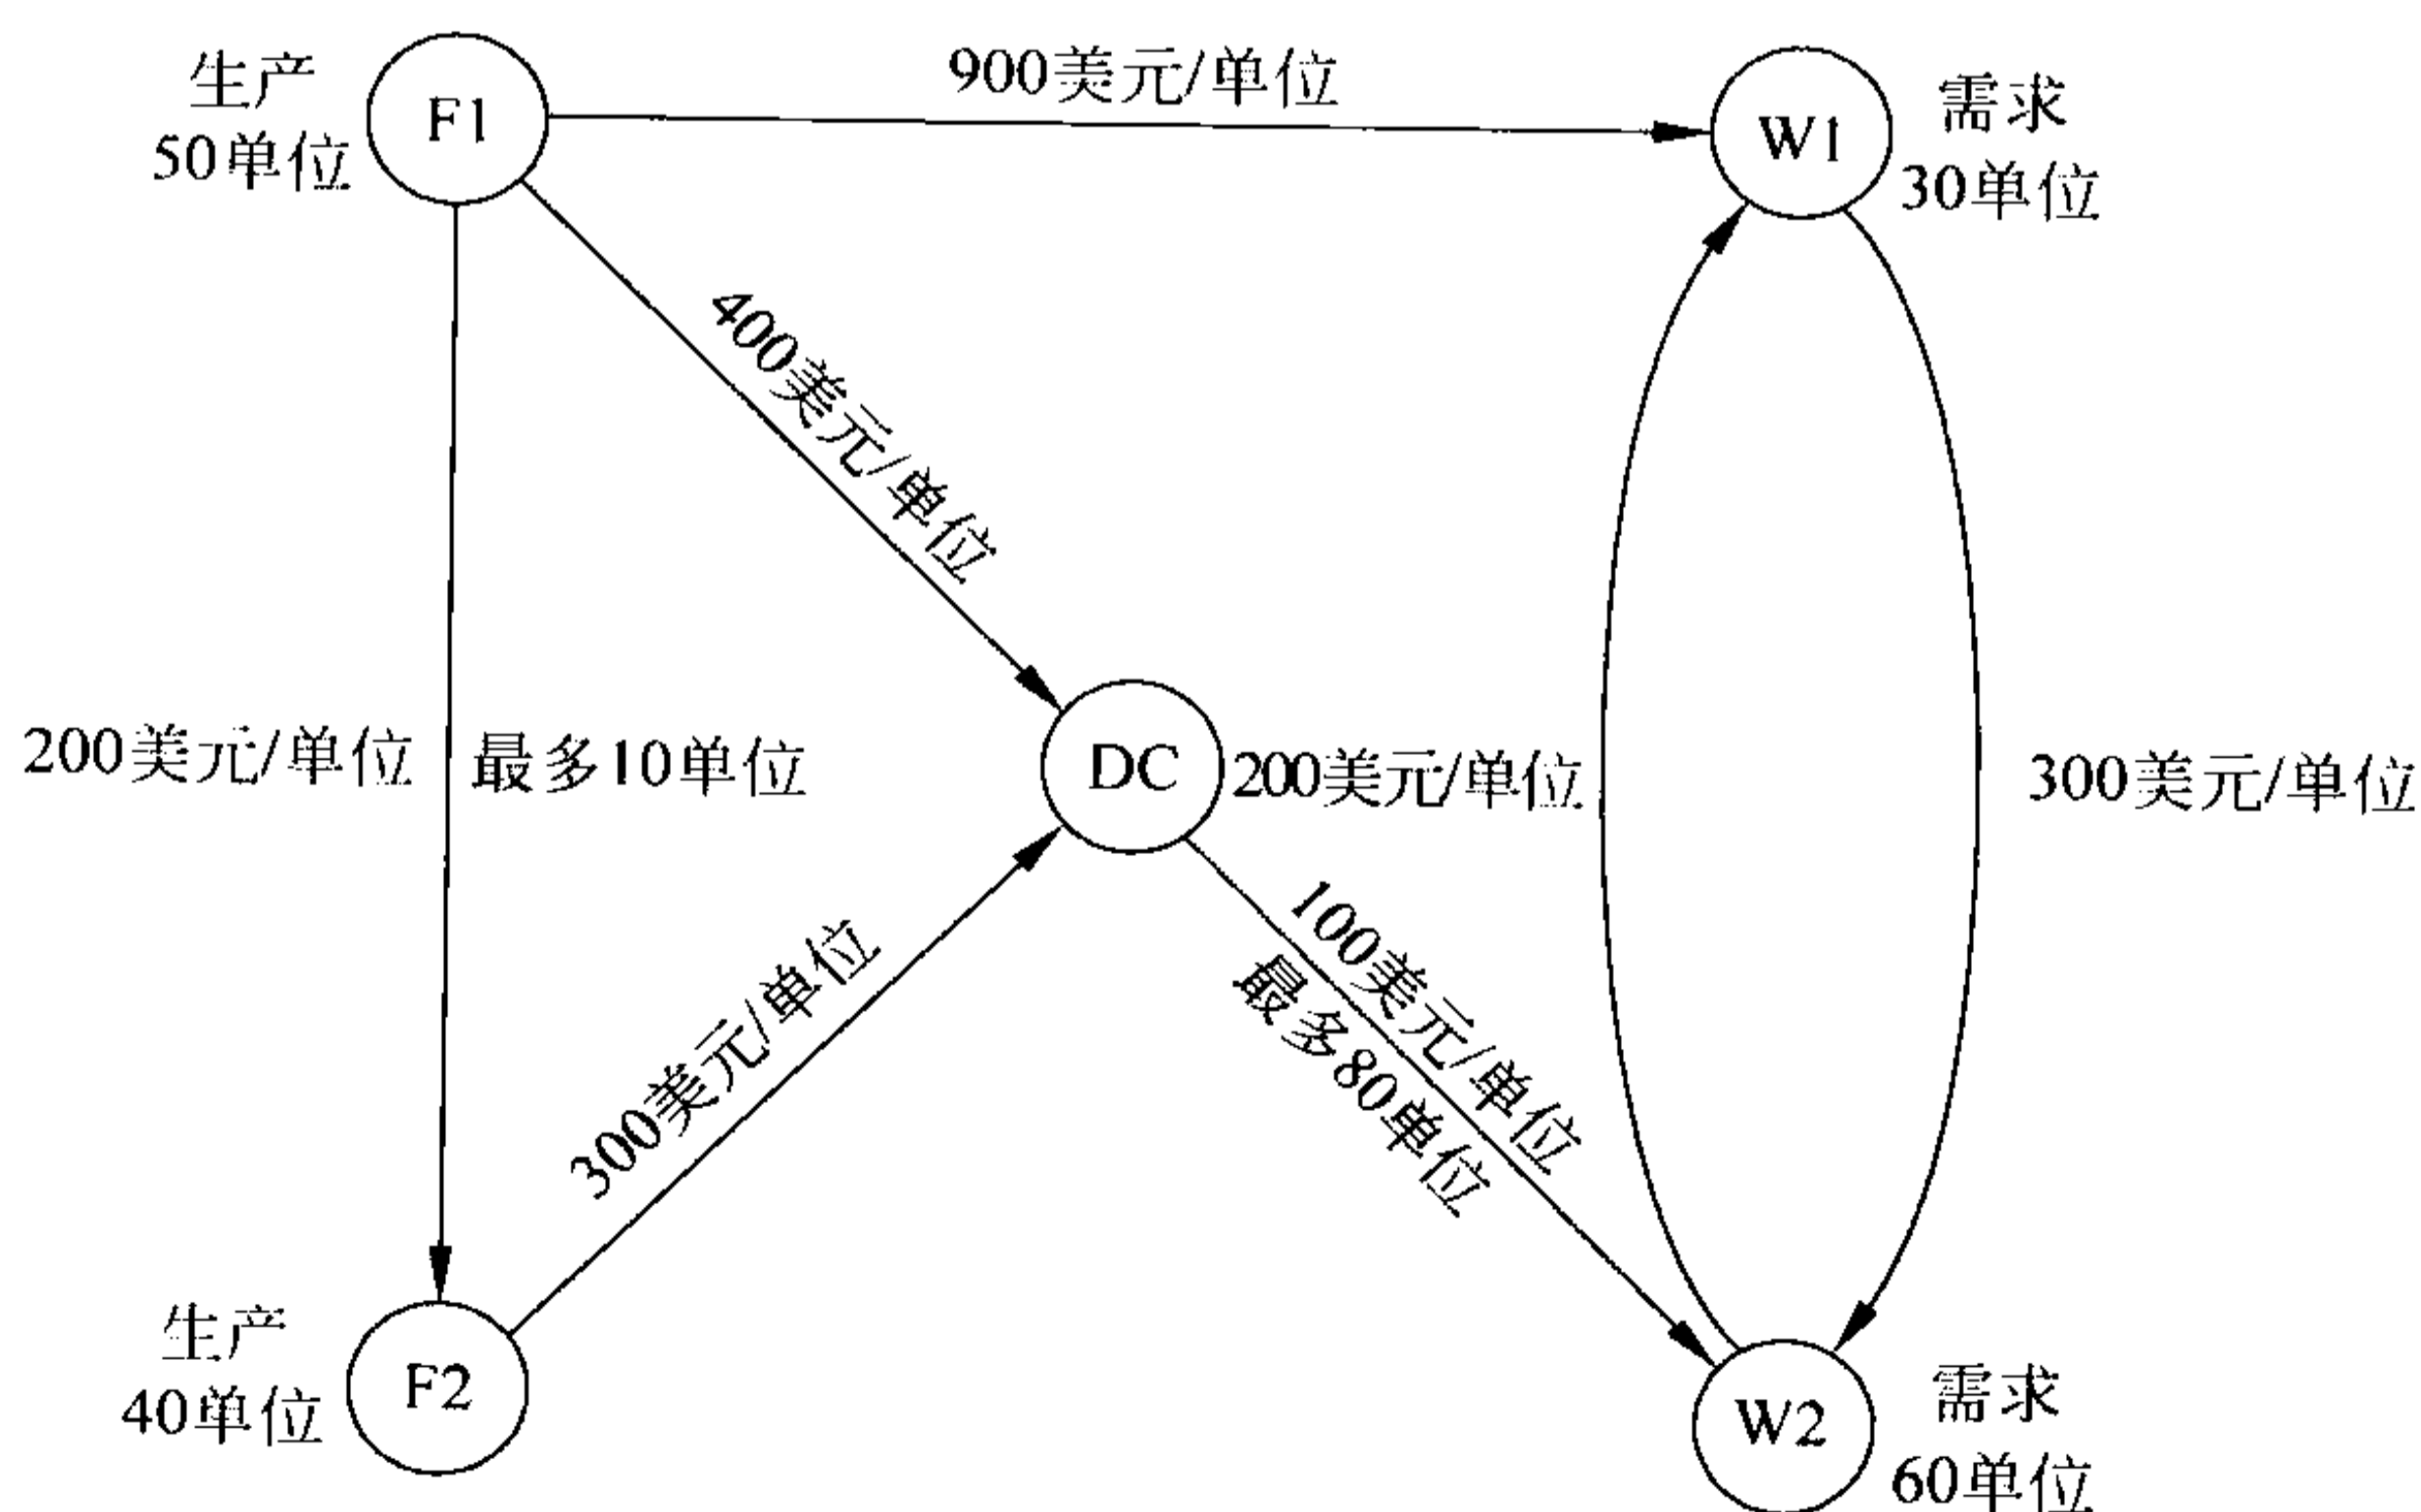 生产
50单位
F1
900美元/单位
W1
需求
30单位
400美元/单位
200美元/单位
最多10单位
DC
200美元/单位
300美元/单位
300美元/单位
100美元/单位
最多80单位
生产
40单位
F2
W2
需求
60单位